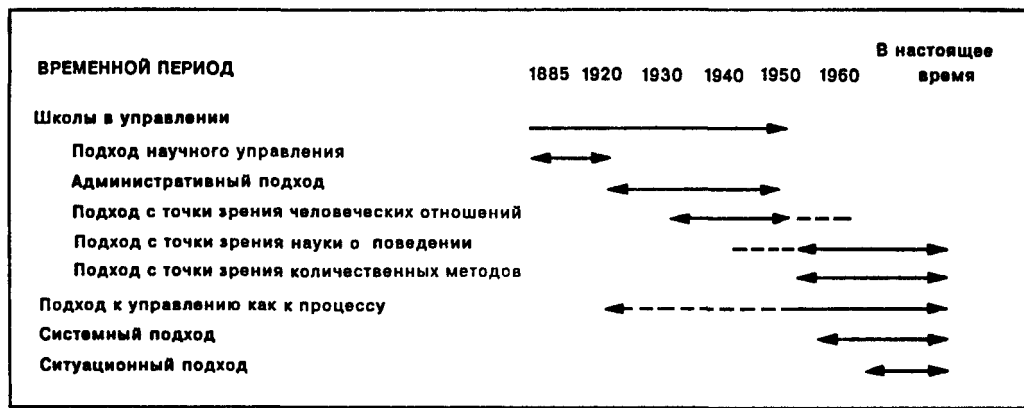 В настоящее
ВРЕМЕННОЙ ПЕРИОД 1885 1920 1930 1940 1950 1960 время
Школы в управлении
Подход научного управления
Административный подход
Подход с точки зрения человеческих отношений
Подход с точки зрения науки о поведении
Подход с точки зрения количественных методов
Подход к управлению как к процессу
Системный подход
Ситуационный подход